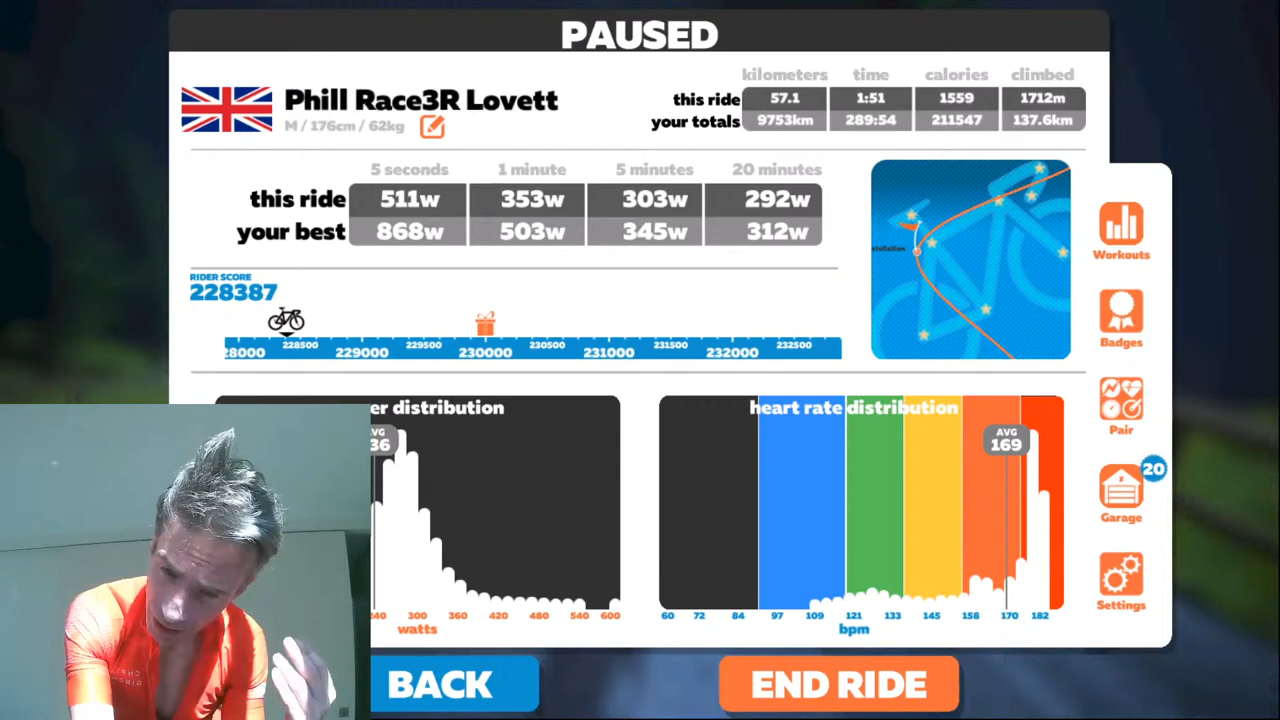 PAUSED
Phill Race3R Lovett
M / 176cm / 62kg
kilometers time calories climbed
this ride 57.1 1:51 1559 1712m
your totals 9753km 289:54 211547 137.6km
5 seconds 1 minute 5 minutes 20 minutes
this ride 511w 353w 303w 292w
your best 868w 503w 345w 312w
RIDER SCORE
228387
228500 229500 230500 231500 232500
28000 229000 230000 231000 232000
Workouts
Badges
Pair
20
Garage
Settings
er distribution
VG
36
240 300 360 420 480 540 600
watts
heart rate distribution
AVG
169
60 72 84 97 109 121 133 145 158 170 182
bpm
BACK
END RIDE